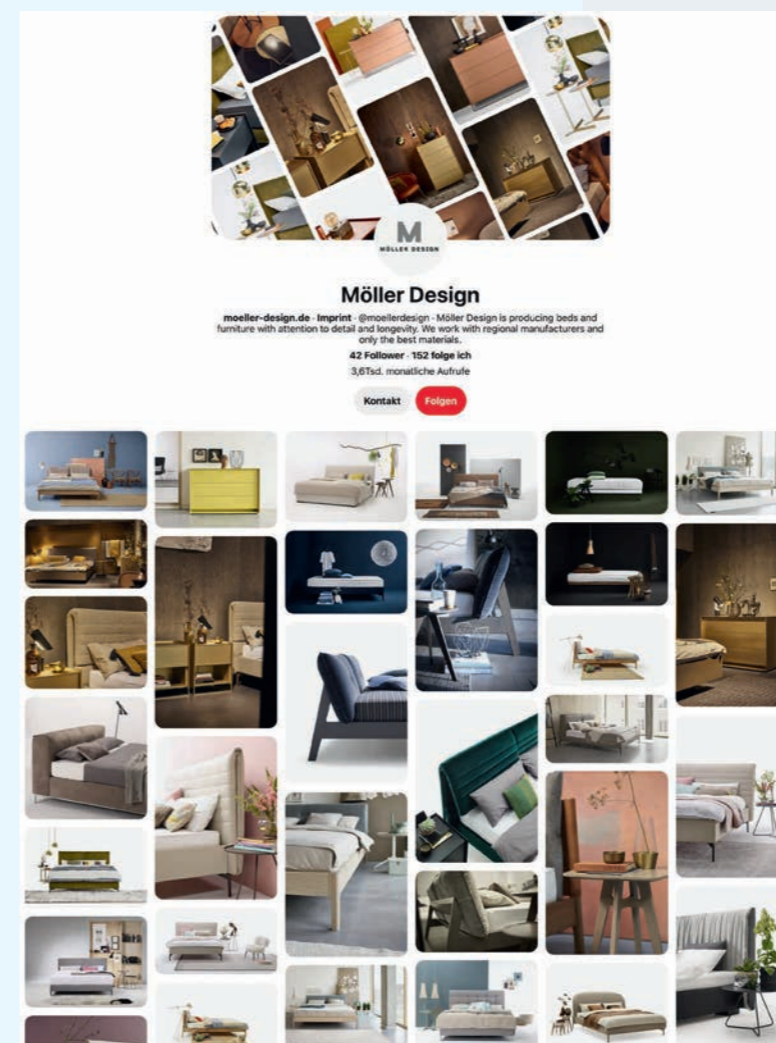 M
MÖLLER DESIGN
Möller Design
moeller-design.de · Imprint · @moellerdesign · Möller Design is producing beds and
furniture with attention to detail and longevity. We work with regional manufacturers and
only the best materials.
42 Follower · 152 folge ich
3,6Tsd. monatliche Aufrufe
Kontakt Folgen